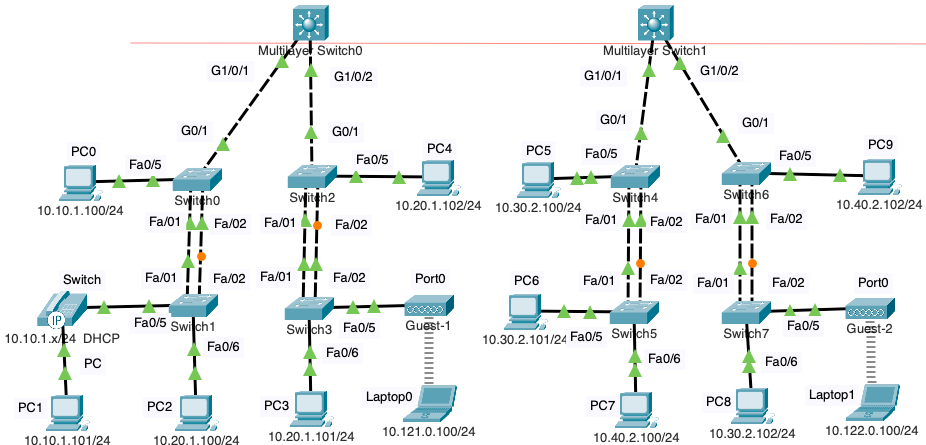 Multilayer Switch0
Multilayer Switch1
G1/0/1
G1/0/2
G1/0/1
G1/0/2
G0/1
G0/1
G0/1
G0/1
PC0
Fa0/5
10.10.1.100/24
Switch0
Switch2
Fa0/5
PC4
10.20.1.102/24
PC5
Fa0/5
10.30.2.100/24
Switch4
Switch6
Fa0/5
PC9
10.40.2.102/24
Fa/01
Fa/02
Fa/01
Fa/02
Fa/01
Fa/02
Fa/01
Fa/02
Fa/01
Fa/02
Fa/01
Fa/02
Fa/01
Fa/02
Fa/01
Fa/02
Switch
IP
10.10.1.x/24 DHCP
Fa0/5
Switch1
Switch3
Fa0/5
Port0
Guest-1
PC6
10.30.2.101/24
Fa0/5
Switch5
Switch7
Fa0/5
Port0
Guest-2
PC
Fa0/6
Fa0/6
Fa0/6
Fa0/6
PC1
10.10.1.101/24
PC2
10.20.1.100/24
PC3
10.20.1.101/24
Laptop0
10.121.0.100/24
PC7
10.40.2.100/24
PC8
10.30.2.102/24
Laptop1
10.122.0.100/24